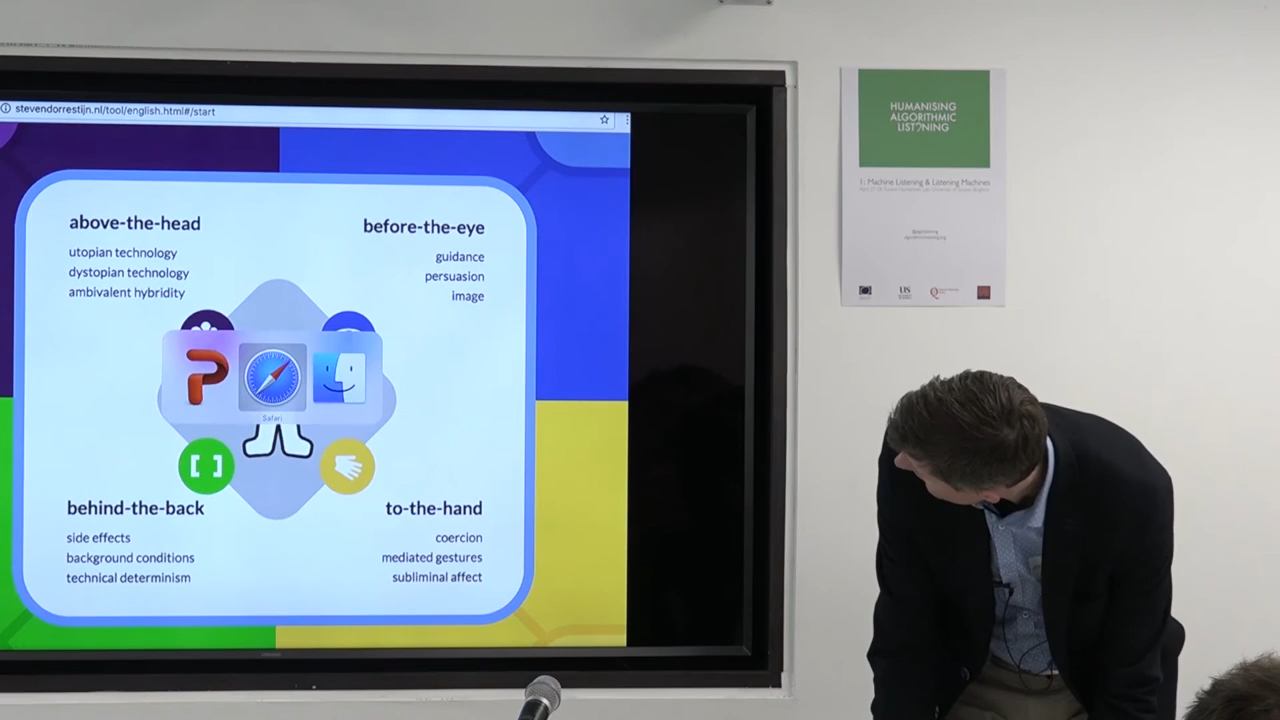 stevendorrestijn.nl/tool/english.html#/start
above-the-head
utopian technology
dystopian technology
ambivalent hybridity
before-the-eye
guidance
persuasion
image
Safari
behind-the-back
side effects
background conditions
technical determinism
to-the-hand
coercion
mediated gestures
subliminal affect
HUMANISING
ALGORITHMIC
LISTENING
1: Machine Listening & Listening Machines
US